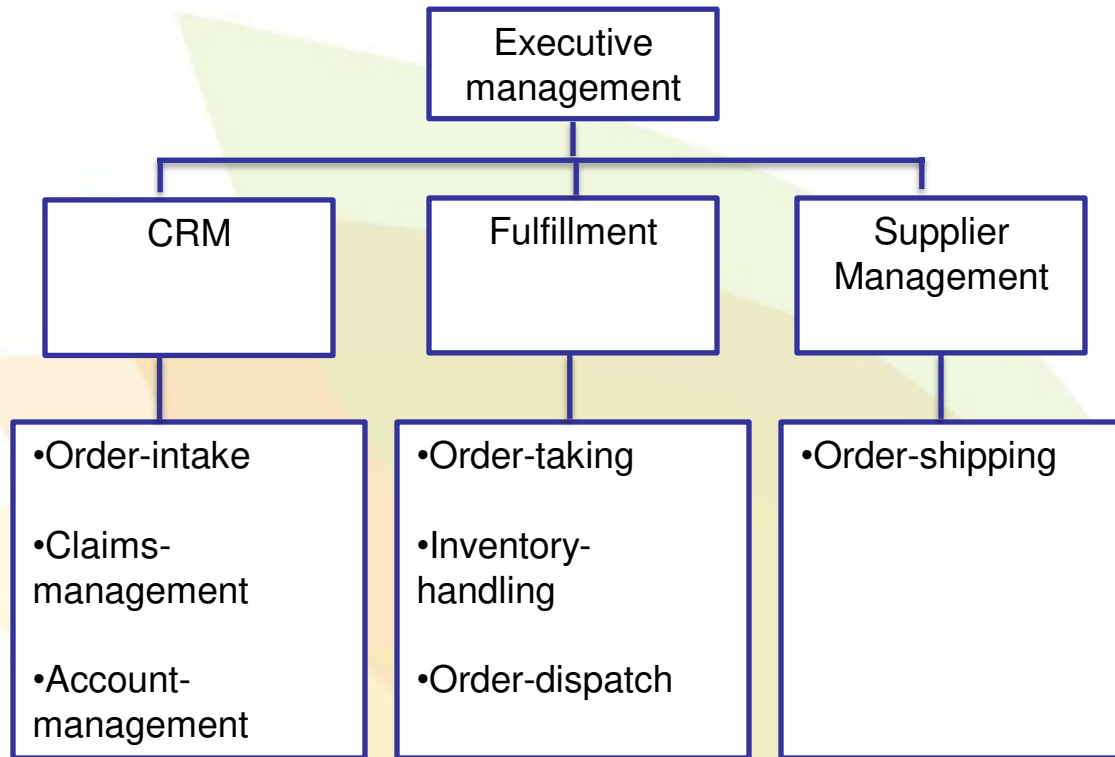 Executive
management
CRM
Fulfillment
Supplier
Management
•Order-intake
•Claims-
management
•Account-
management
•Order-taking
•Inventory-
handling
•Order-dispatch
•Order-shipping